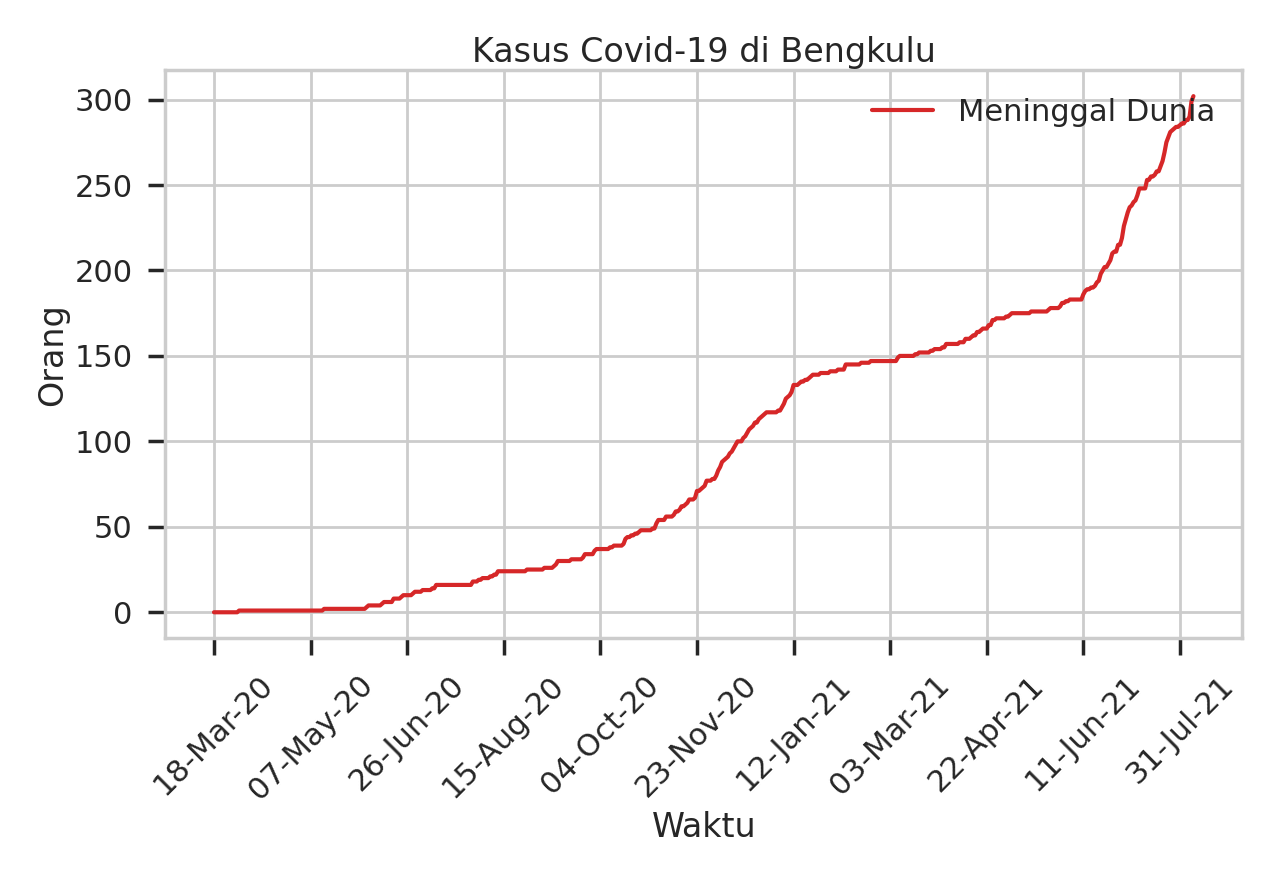 Kasus Covid-19 di Bengkulu
Meninggal Dunia
300
250
200
150
100
50
0
Orang
18-Mar-20
07-May-20
26-Jun-20
15-Aug-20
04-Oct-20
23-Nov-20
12-Jan-21
03-Mar-21
22-Apr-21
11-Jun-21
31-Jul-21
Waktu